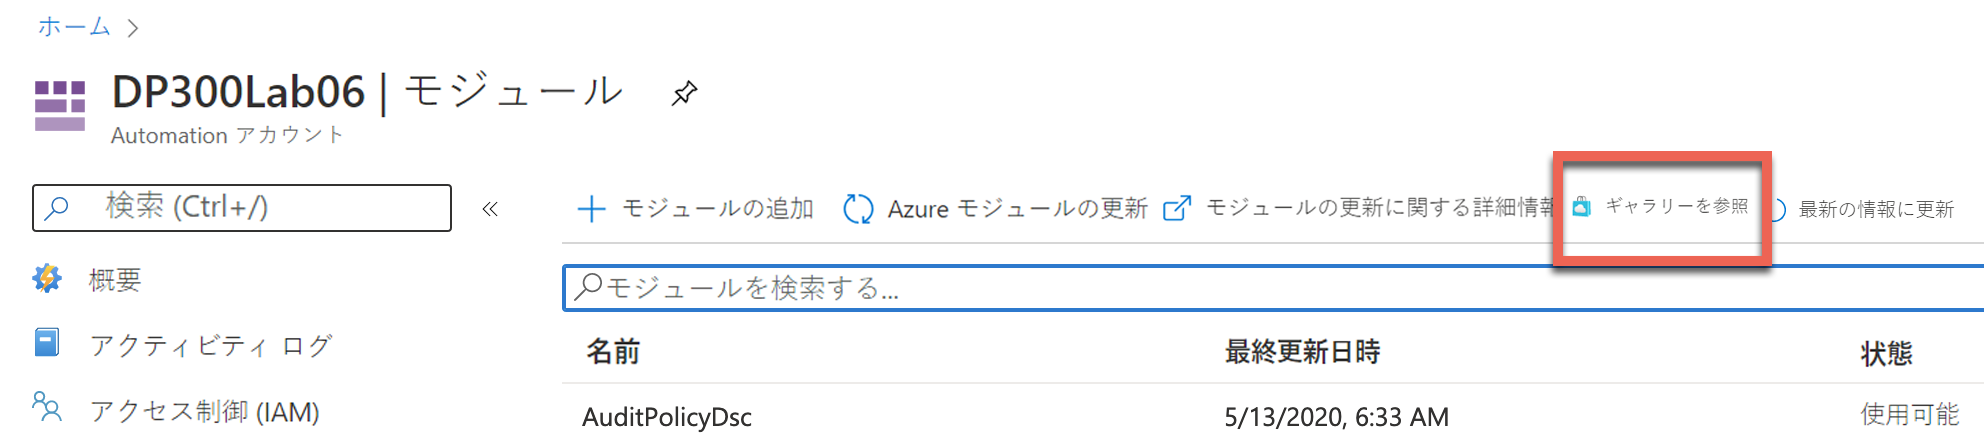 ホーム
DP300Lab06 | モジュール
Automation アカウント
検索 (Ctrl+/)
モジュールの追加 Azure モジュールの更新 モジュールの更新に関する詳細情報 ギャラリーを参照 最新の情報に更新
概要
モジュールを検索する...
アクティビティ ログ
名前 最終更新日時 状態
アクセス制御 (IAM)
AuditPolicyDsc 5/13/2020, 6:33 AM 使用可能